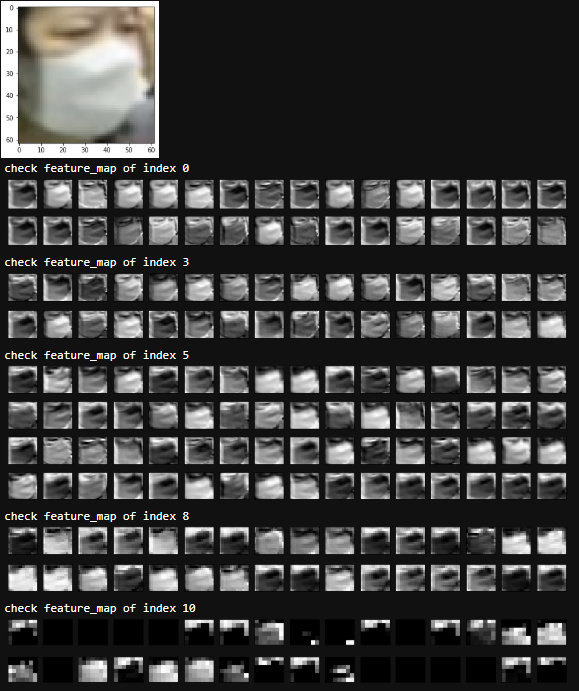 0
10
20
30
40
50
60
0 10 20 30 40 50 60
check feature_map of index 0
check feature_map of index 3
check feature_map of index 5
check feature_map of index 8
check feature_map of index 10